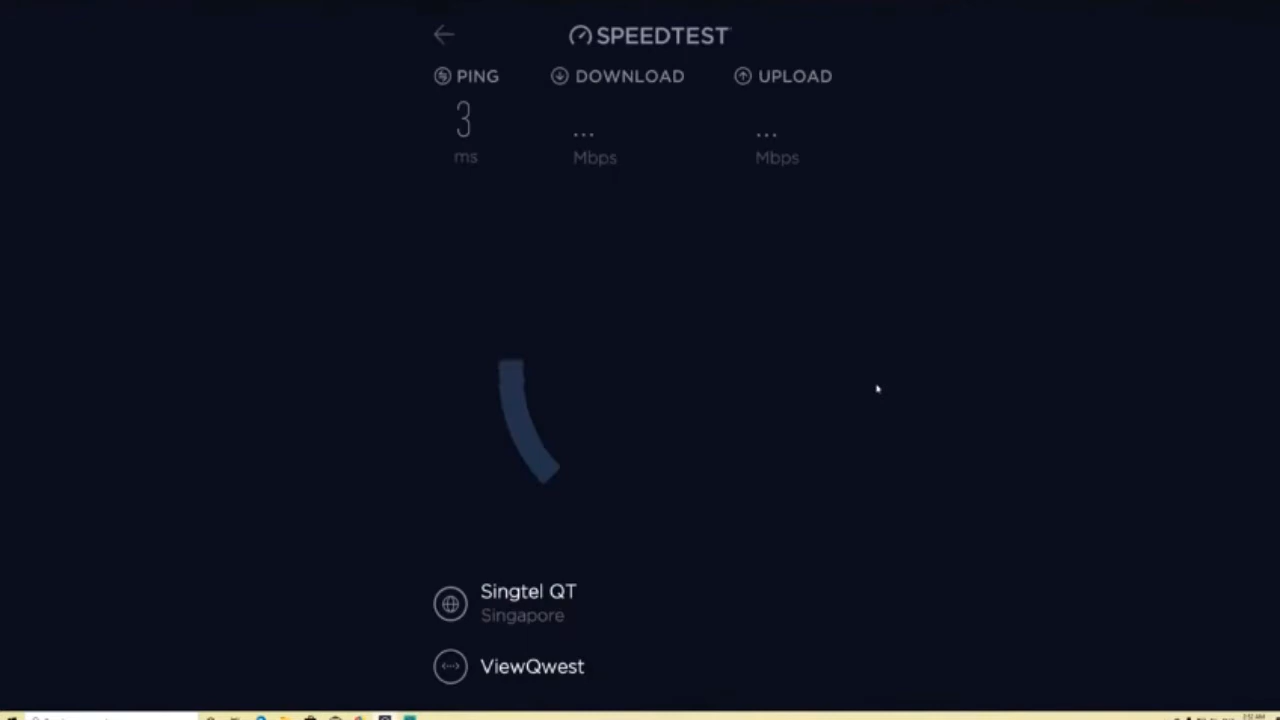 SPEEDTEST
PING
DOWNLOAD
UPLOAD
3
...
...
ms
Mbps
Mbps
Singtel QT
Singapore
ViewQwest